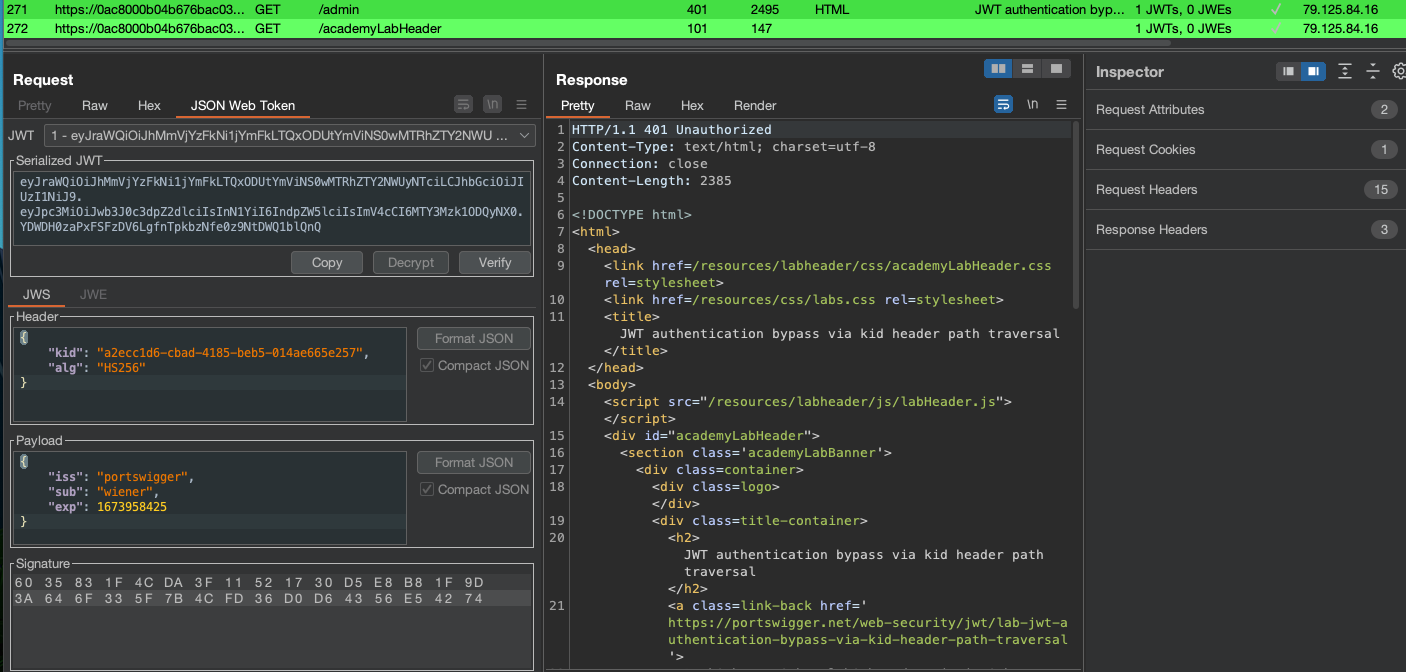 271 https://0ac8000b04b676bac03... GET /admin 401 2495 HTML JWT authentication byp... 1 JWTs, 0 JWEs 79.125.84.16
272 https://0ac8000b04b676bac03... GET /academyLabHeader 101 147 1 JWTs, 0 JWEs 79.125.84.16
Request
Pretty Raw Hex JSON Web Token \n
JWT 1 - eyJraWQiOiJhMmVjYzFkNi1jYmFkLTQxODUtYmViNS0wMTRhZTY2NWU ...
Serialized JWT
eyJraWQiOiJhMmVjYzFkNi1jYmFkLTQxODUtYmViNS0wMTRhZTY2NWUyNTciLCJhbGciOiJI
UzI1NiJ9.
eyJpc3MiOiJwb3J0c3dpZ2dlciIsInN1YiI6IndpZW5lciIsImV4cCI6MTY3Mzk1ODQyNX0.
YDWDH0zaPxFSFzDV6LgfnTpkbzNfe0z9NtDWQ1blQnQ
Copy Decrypt Verify
JWS JWE
Header
{
"kid": "a2ecc1d6-cbad-4185-beb5-014ae665e257",
"alg": "HS256"
}
Format JSON
Compact JSON
Payload
{
"iss": "portswigger",
"sub": "wiener",
"exp": 1673958425
}
Format JSON
Compact JSON
Signature
60 35 83 1F 4C DA 3F 11 52 17 30 D5 E8 B8 1F 9D
3A 64 6F 33 5F 7B 4C FD 36 D0 D6 43 56 E5 42 74
Response
Pretty Raw Hex Render \n
1 HTTP/1.1 401 Unauthorized
2 Content-Type: text/html; charset=utf-8
3 Connection: close
4 Content-Length: 2385
5
6 <!DOCTYPE html>
7 <html>
8 <head>
9 <link href=/resources/labheader/css/academyLabHeader.css
rel=stylesheet>
10 <link href=/resources/css/labs.css rel=stylesheet>
11 <title>
JWT authentication bypass via kid header path traversal
</title>
12 </head>
13 <body>
14 <script src="/resources/labheader/js/labHeader.js">
</script>
15 <div id="academyLabHeader">
16 <section class='academyLabBanner'>
17 <div class=container>
18 <div class=logo>
</div>
19 <div class=title-container>
20 <h2>
JWT authentication bypass via kid header path
traversal
</h2>
21 <a class=link-back href='
https://portswigger.net/web-security/jwt/lab-jwt-a
uthentication-bypass-via-kid-header-path-traversal
'>
Inspector
Request Attributes 2
Request Cookies 1
Request Headers 15
Response Headers 3